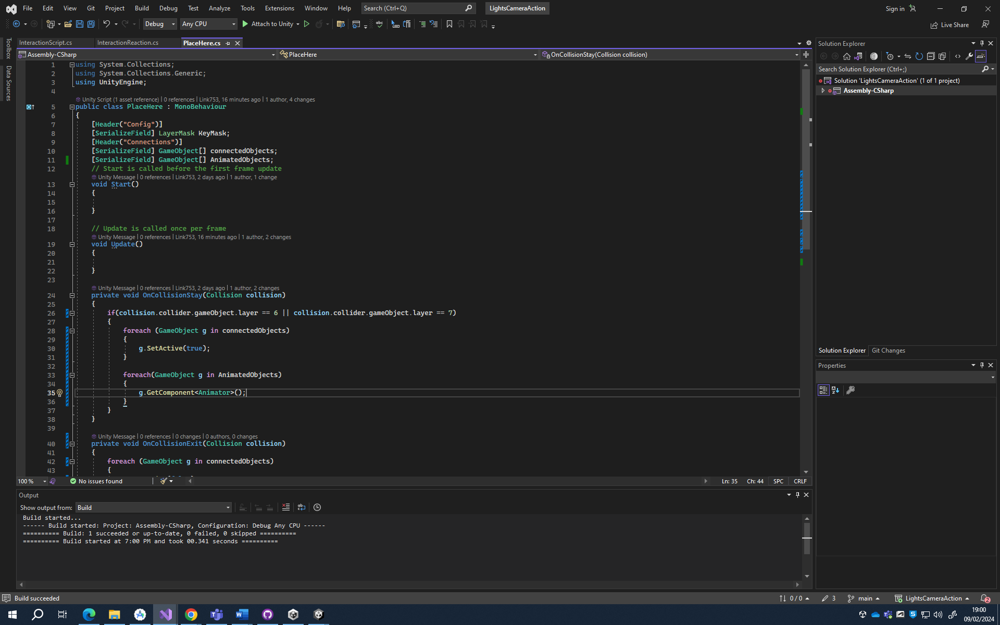 File Edit View Git Project Build Debug Test Analyze Tools Extensions Window Help Search (Ctrl+Q) LightsCameraAction Sign in
Debug Any CPU Attach to Unity Live Share
Toolbox
Data Sources
InteractionScript.cs InteractionReaction.cs PlaceHere.cs
Assembly-CSharp PlaceHere OnCollisionStay(Collision collision)
1 using System.Collections;
2 using System.Collections.Generic;
3 using UnityEngine;
4
Unity Script (1 asset reference) | 0 references | Link753, 16 minutes ago | 1 author, 4 changes
5 public class PlaceHere : MonoBehaviour
6 {
7 [Header("Config")]
8 [SerializeField] LayerMask KeyMask;
9 [Header("Connections")]
10 [SerializeField] GameObject[] connectedObjects;
11 [SerializeField] GameObject[] AnimatedObjects;
12 // Start is called before the first frame update
Unity Message | 0 references | Link753, 2 days ago | 1 author, 1 change
13 void Start()
14 {
15
16 }
17
18 // Update is called once per frame
Unity Message | 0 references | Link753, 16 minutes ago | 1 author, 2 changes
19 void Update()
20 {
21
22 }
23
Unity Message | 0 references | Link753, 2 days ago | 1 author, 2 changes
24 private void OnCollisionStay(Collision collision)
25 {
26 if(collision.collider.gameObject.layer == 6 || collision.collider.gameObject.layer == 7)
27 {
28 foreach (GameObject g in connectedObjects)
29 {
30 g.SetActive(true);
31 }
32
33 foreach(GameObject g in AnimatedObjects)
34 {
35 g.GetComponent<Animator>();
36 }
37 }
38 }
39
Unity Message | 0 references | 0 changes | 0 authors, 0 changes
40 private void OnCollisionExit(Collision collision)
41 {
42 foreach (GameObject g in connectedObjects)
43 {
100 % No issues found Ln: 35 Ch: 44 SPC CRLF
Output
Show output from: Build
Build started...
------ Build started: Project: Assembly-CSharp, Configuration: Debug Any CPU ------
========== Build: 1 succeeded or up-to-date, 0 failed, 0 skipped ==========
========== Build started at 7:00 PM and took 00.341 seconds ==========
Solution Explorer
Search Solution Explorer (Ctrl+;)
Solution 'LightsCameraAction' (1 of 1 project)
Assembly-CSharp
Solution Explorer Git Changes
Properties
Build succeeded 0 / 0 3 main LightsCameraAction 2
19:00
09/02/2024